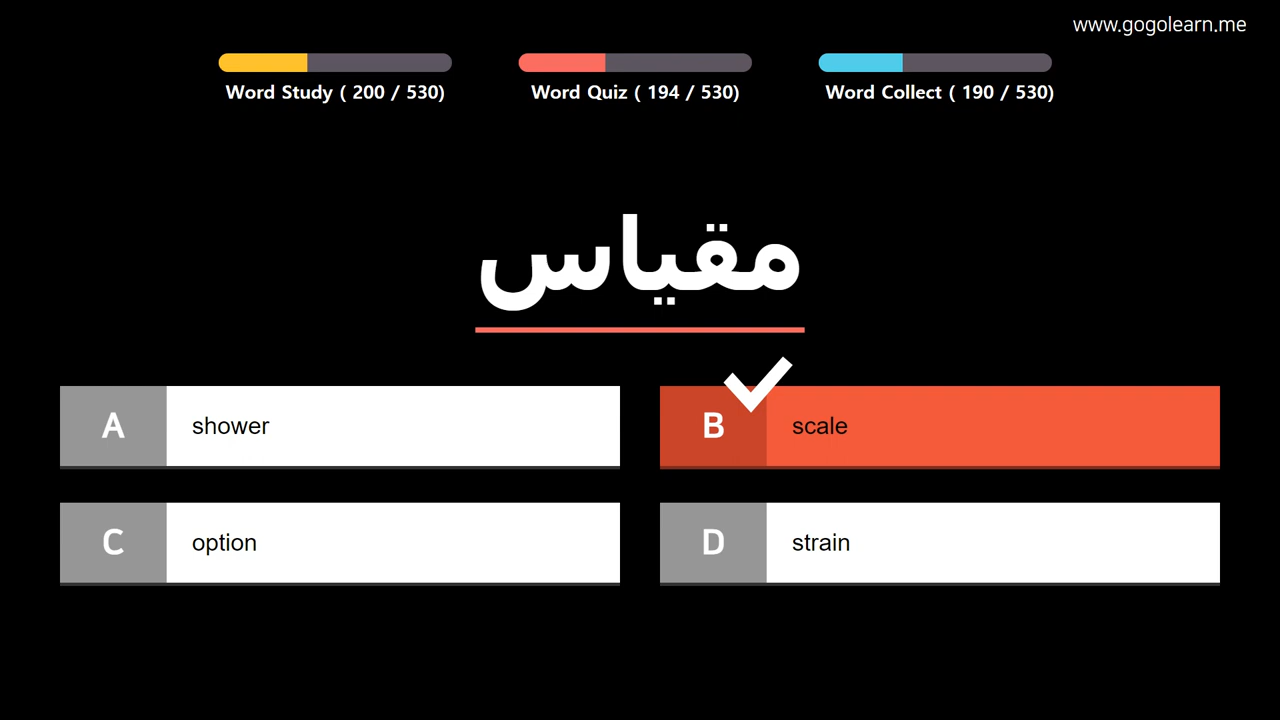 www.gogolearn.me
Word Study ( 200 / 530)
Word Quiz ( 194 / 530)
Word Collect ( 190 / 530)
مقياس
A shower
B scale
C option
D strain